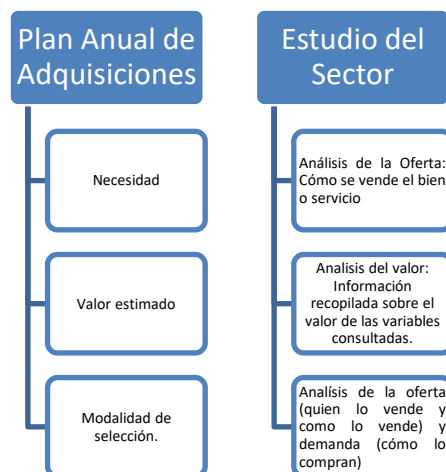 Plan Anual de
Adquisiciones
Necesidad
Valor estimado
Modalidad de
selección.
Estudio del
Sector
Análisis de la Oferta:
Cómo se vende el bien
o servicio
Analisis del valor:
Información
recopilada sobre el
valor de las variables
consultadas.
Analísis de la oferta
(quien lo vende y
como lo vende) y
demanda (cómo lo
compran)